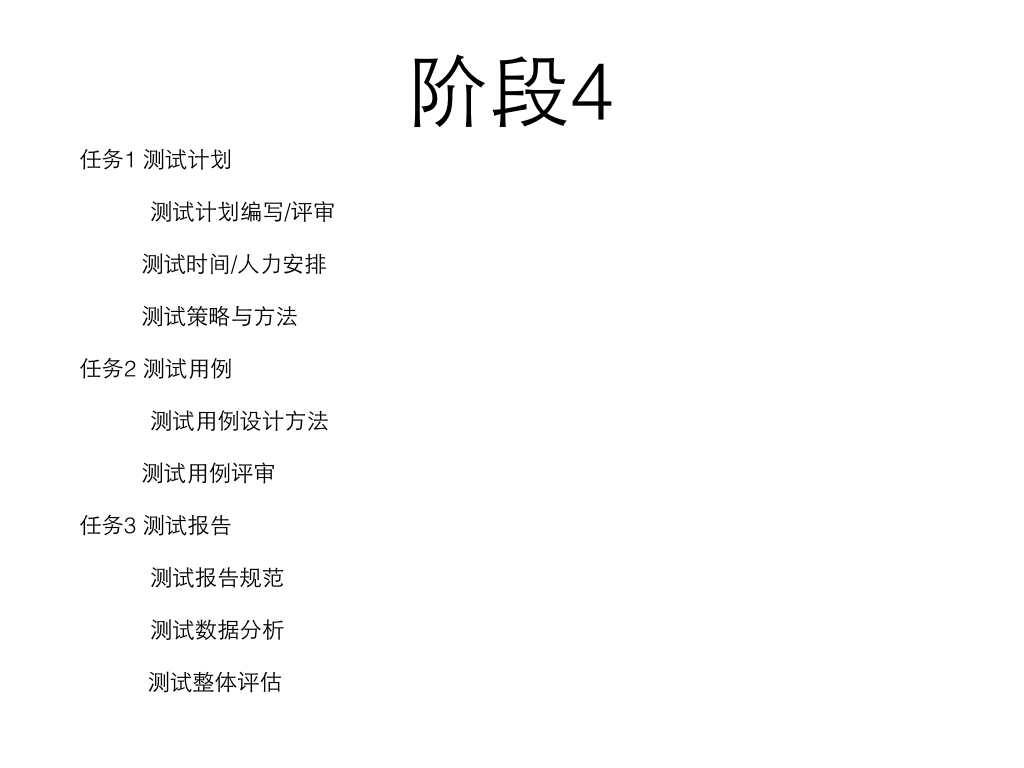 阶段4
任务1 测试计划
测试计划编写/评审
测试时间/人力安排
测试策略与方法
任务2 测试用例
测试用例设计方法
测试用例评审
任务3 测试报告
测试报告规范
测试数据分析
测试整体评估